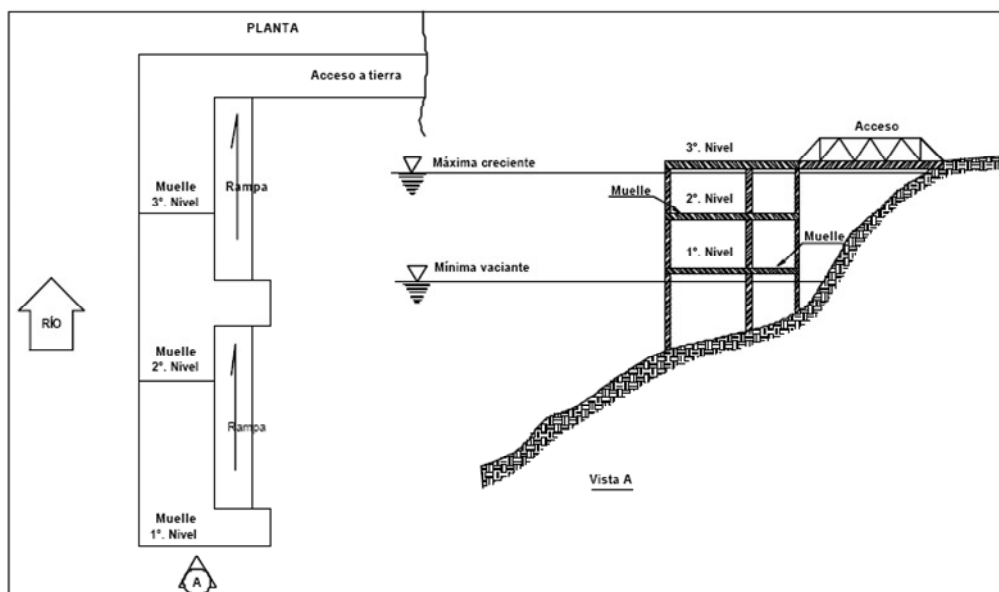 PLANTA
Acceso a tierra
Muelle
3°. Nivel
Rampa
RÍO
Muelle
2°. Nivel
Rampa
Muelle
1°. Nivel
A
Acceso
3°. Nivel
Máxima creciente
2°. Nivel
Muelle
Muelle
1°. Nivel
Mínima vaciante
Vista A